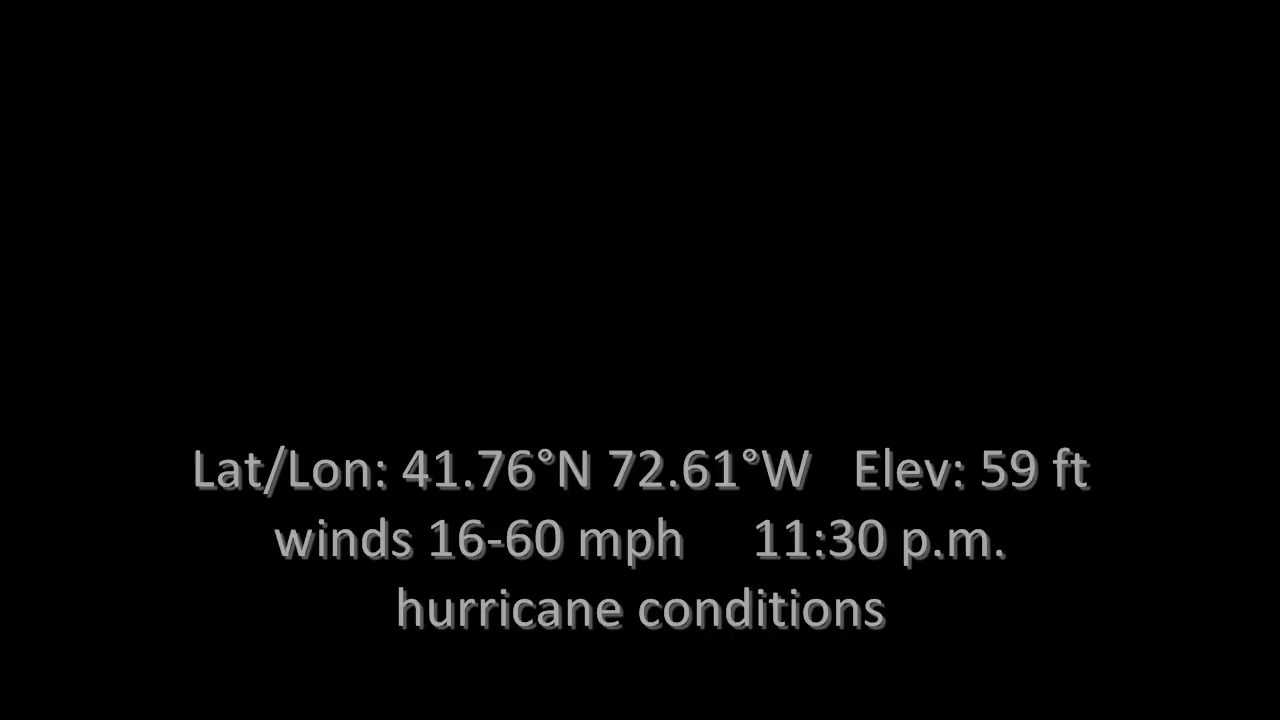 Lat/Lon: 41.76°N 72.61°W   Elev: 59 ft
winds 16-60 mph     11:30 p.m.
hurricane conditions